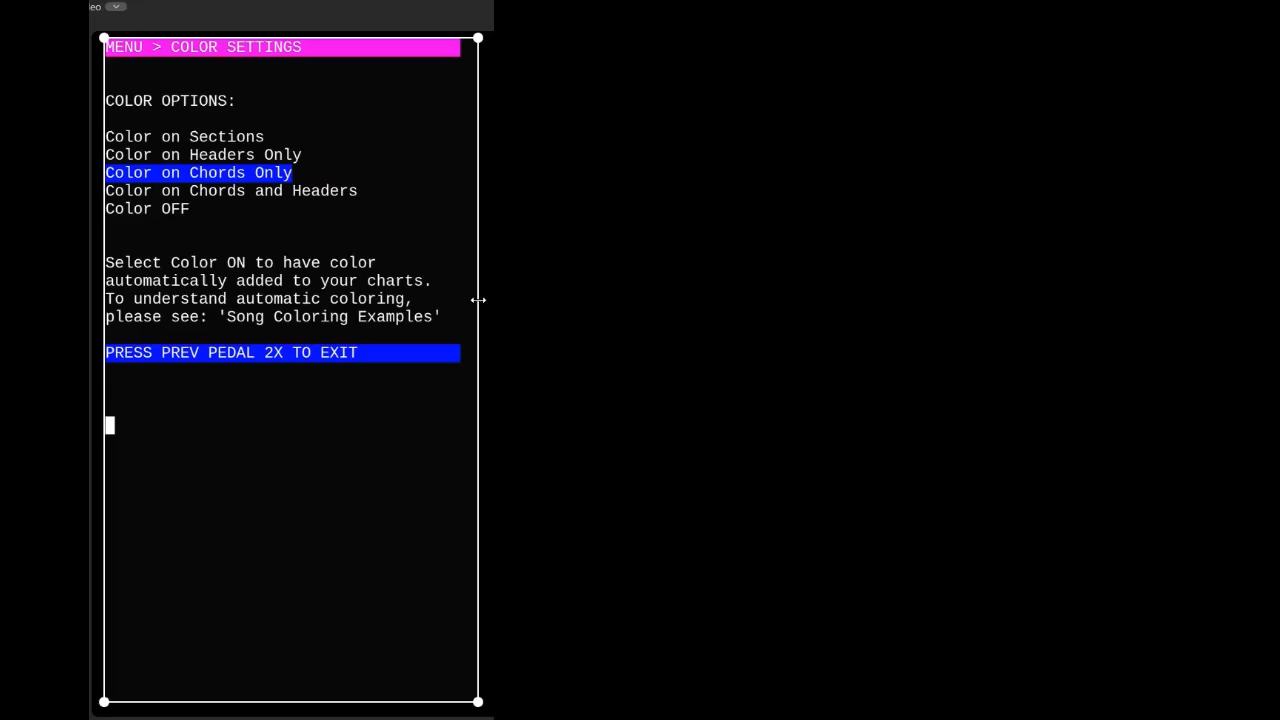 eo
MENU > COLOR SETTINGS
COLOR OPTIONS:
Color on Sections
Color on Headers Only
Color on Chords Only
Color on Chords and Headers
Color OFF
Select Color ON to have color
automatically added to your charts.
To understand automatic coloring,
please see: 'Song Coloring Examples'
PRESS PREV PEDAL 2X TO EXIT